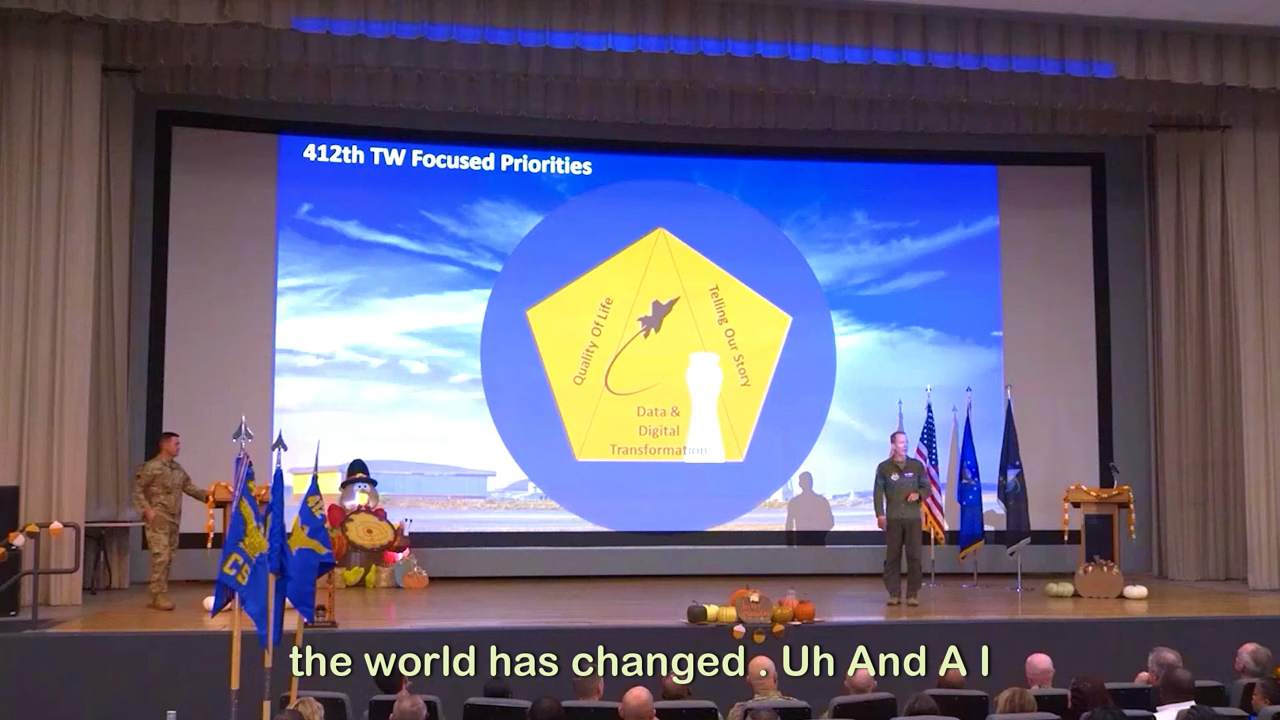 412th TW Focused Priorities
Quality Of Life
Telling Our Story
Data &
Digital
Transformation
CS
412
the world has changed . Uh And A I